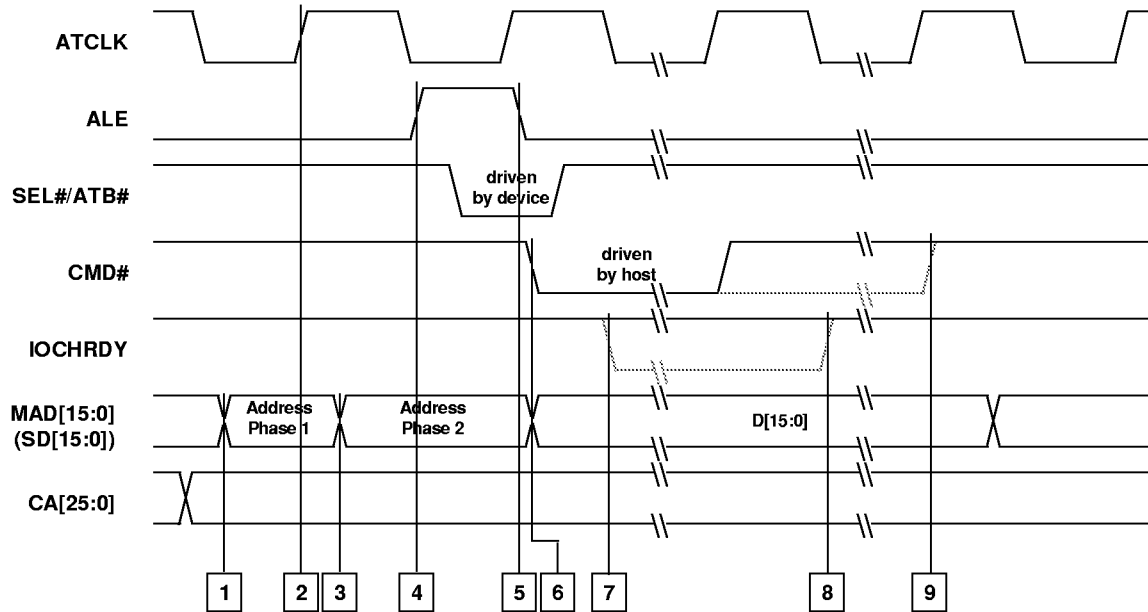 ATCLK
ALE
SEL#/ATB#
driven
by device
CMD#
driven
by host
IOCHRDY
MAD[15:0]
(SD[15:0])
Address
Phase 1
Address
Phase 2
D[15:0]
CA[25:0]
1 2 3 4 5 6 7 8 9